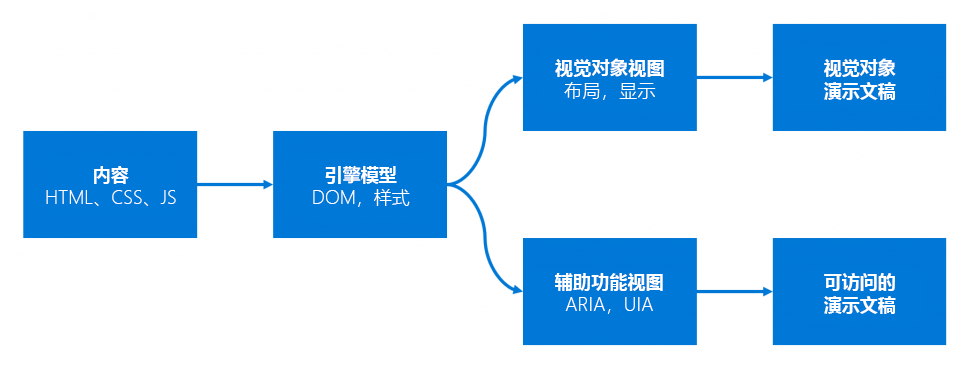 内容
HTML、CSS、JS
引擎模型
DOM，样式
视觉对象视图
布局，显示
视觉对象
演示文稿
辅助功能视图
ARIA，UIA
可访问的
演示文稿